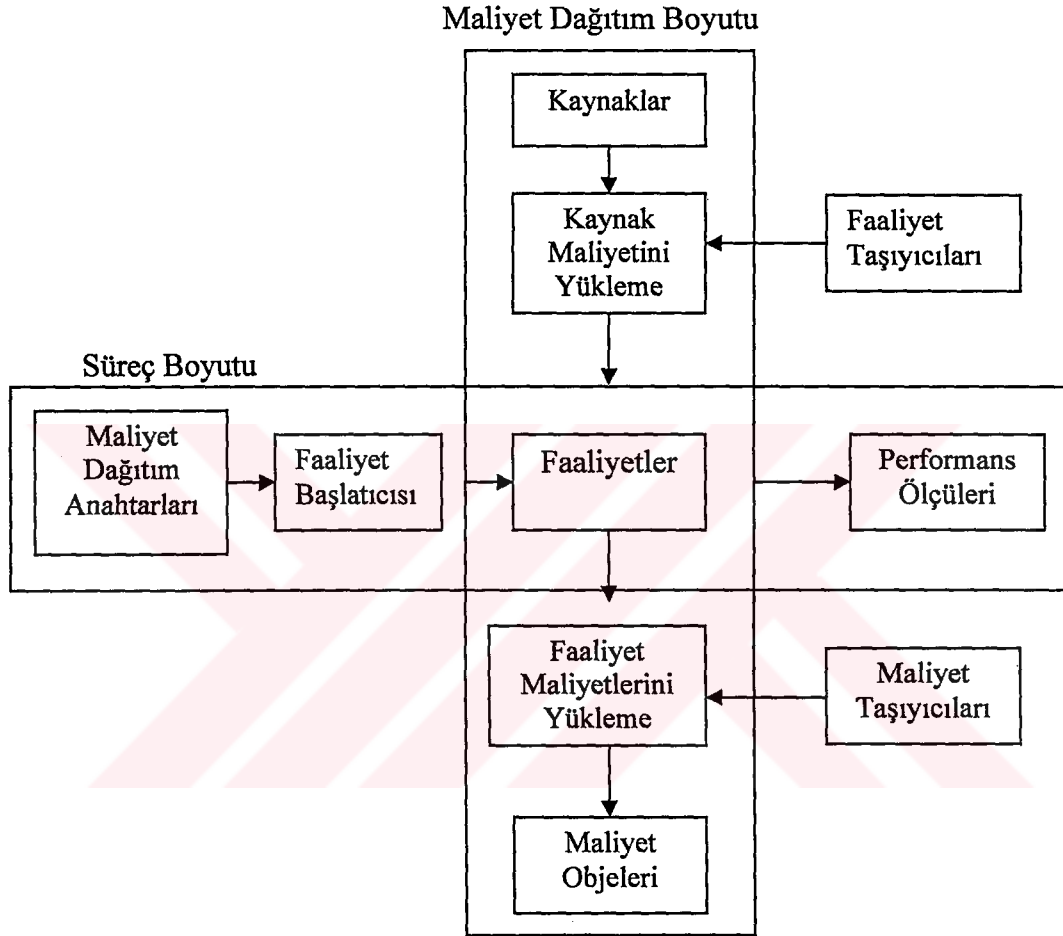 Maliyet Dağıtım Boyutu
Kaynaklar
Kaynak
Maliyetini
Yükleme
Faaliyet
Taşıyıcıları
Süreç Boyutu
Maliyet
Dağıtım
Anahtarları
Faaliyet
Başlatıcısı
Faaliyetler
Performans
Ölçüleri
Faaliyet
Maliyetlerini
Yükleme
Maliyet
Taşıyıcıları
Maliyet
Objeleri